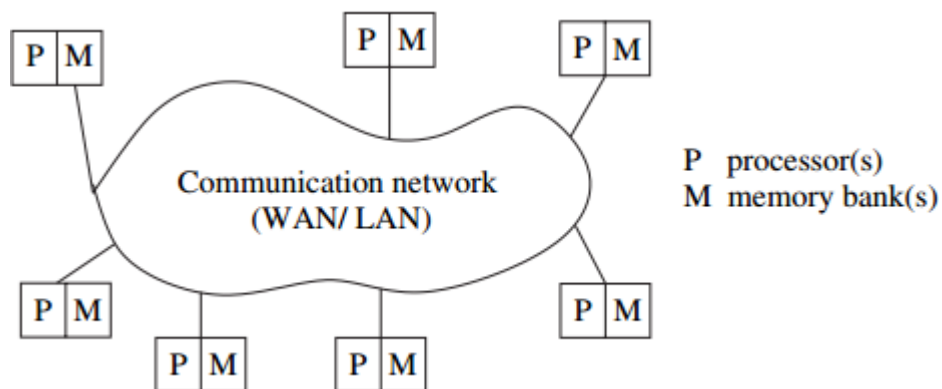 P M
P M
P M
Communication network
(WAN/ LAN)
P processor(s)
M memory bank(s)
P M
P M
P M
P M